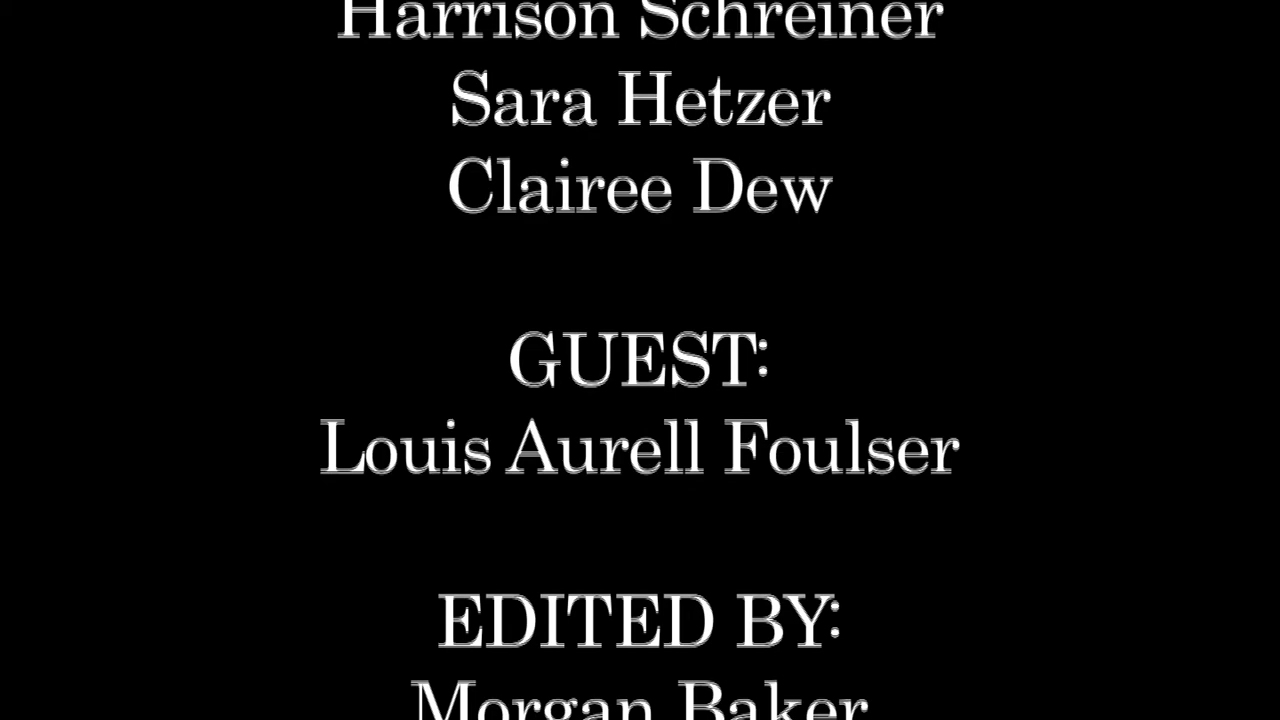 Harrison Schreiner
Sara Hetzer
Clairee Dew
GUEST:
Louis Aurell Foulser
EDITED BY:
Morgan Baker